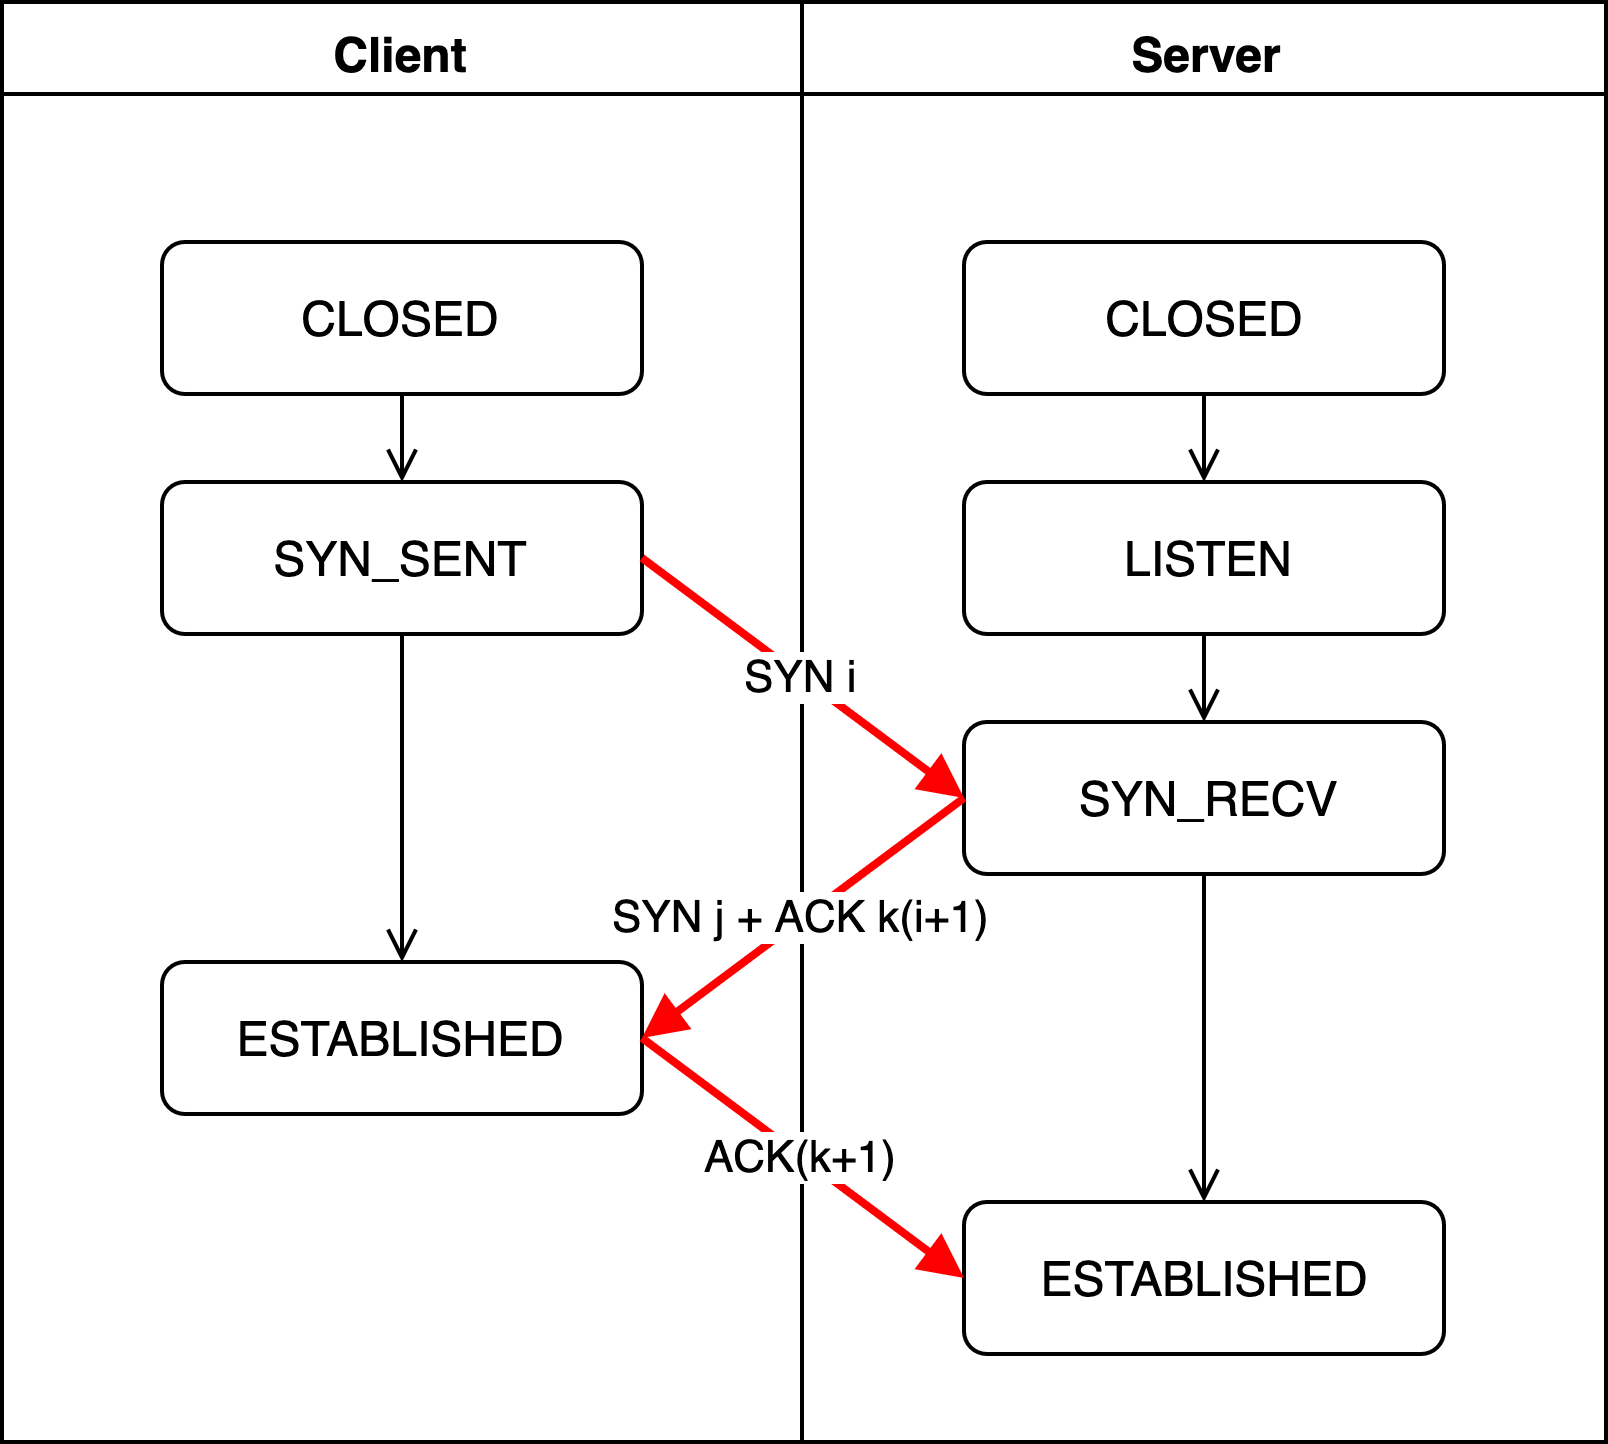 Client
Server
CLOSED
CLOSED
SYN_SENT
LISTEN
SYN i
SYN_RECV
SYN j + ACK k(i+1)
ESTABLISHED
ACK(k+1)
ESTABLISHED